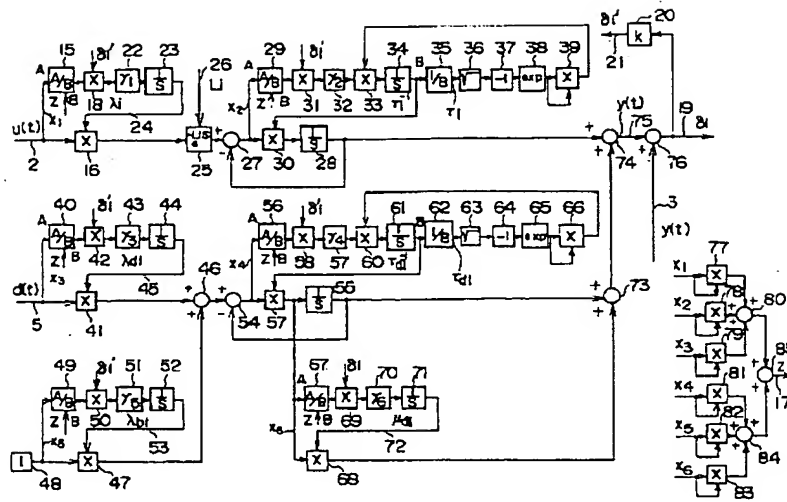 15 δi' 22 23 26 29 δi' 34 35 36 37 38 39 k 20
A A/B X γ1 1/S U A A/B X γ2 X 1/S B 1/B √ -1 exp X δi' 21
Z B 18 λi x2 Z B 31 32 33 τ1 τ1
x1 24
u(t) X e-LIS + X 1/S + y(t) 75 19 δi
2 16 25 27 - 30 28 + 74 + 76
40 δi' 43 44 56 δi' 61 62 63 64 65 66 3
A A/B X γ3 1/S A A/B X γ4 X 1/S B 1/B √ -1 exp X y(t)
Z B 42 λdi x4 Z B 58 57 60 τdi τdi
x3 45 46
d(t) X + + X 1/S + 73
5 41 + 54 - 57 55 +
49 δi' 51 52 67 δi 70 71
A/B X γ5 1/S A A/B X γ6 1/S
Z B 50 λbi Z B 69 μdi
x5 53 x6 72
1 X X
48 47 68
x1 X 77
x2 X 78 + 80
x3 X 79 85
x4 X 81 Z
x5 X 82 + 17
x6 X 84
83